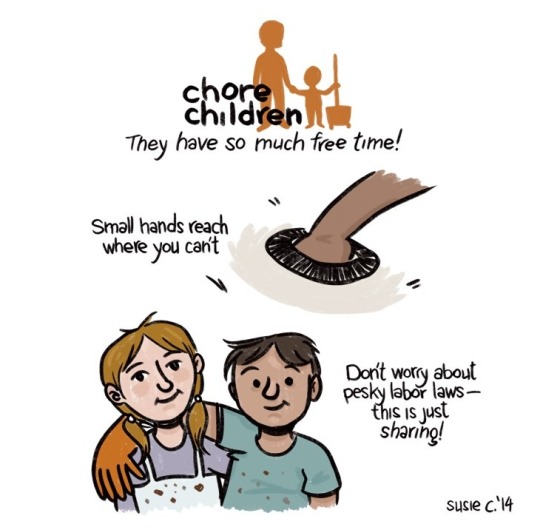 chore
children
They have so much free time!
Small hands reach
where you can't
Don't worry about
pesky labor laws—
this is just
sharing!
SUSIE C.'14